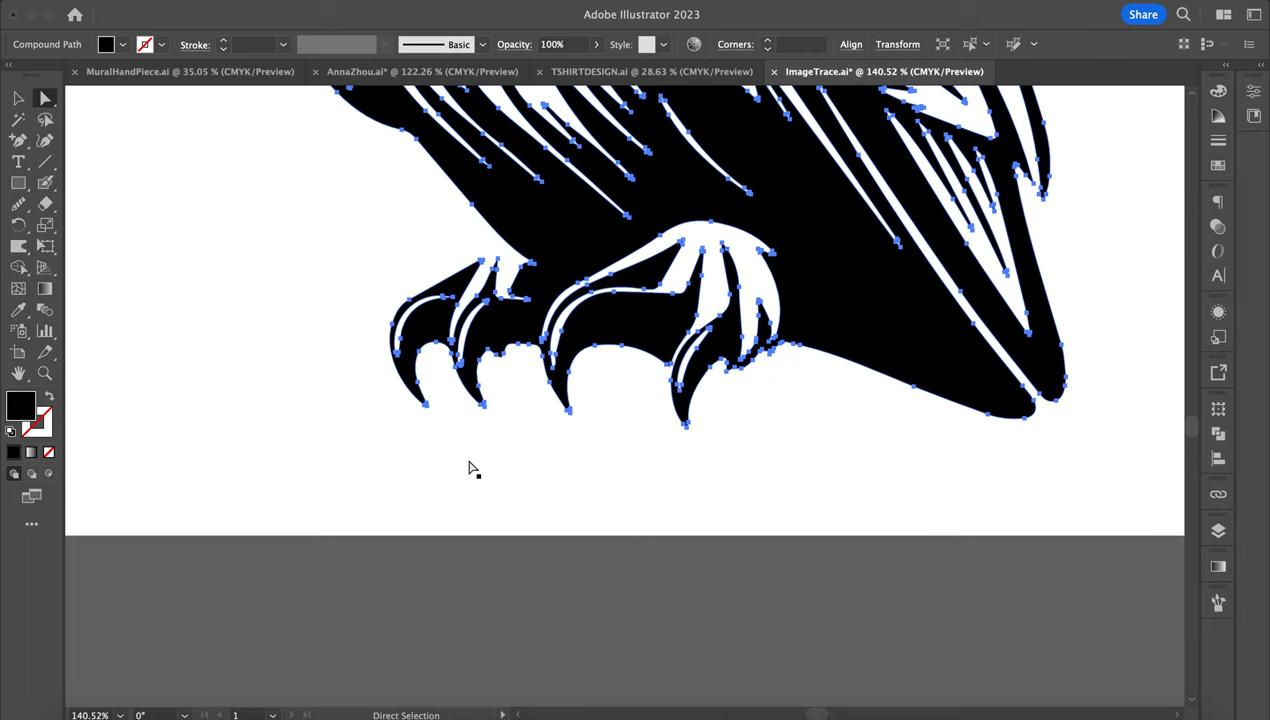 Adobe Illustrator 2023
Share
Compound Path
Stroke:
Basic
Opacity: 100%
Style:
Corners:
Align
Transform
× MuralHandPiece.ai @ 35.05 % (CMYK/Preview)
× AnnaZhou.ai* @ 122.26 % (CMYK/Preview)
× TSHIRTDESIGN.ai @ 28.63 % (CMYK/Preview)
× ImageTrace.ai* @ 140.52 % (CMYK/Preview)
140.52%
0°
1
Direct Selection